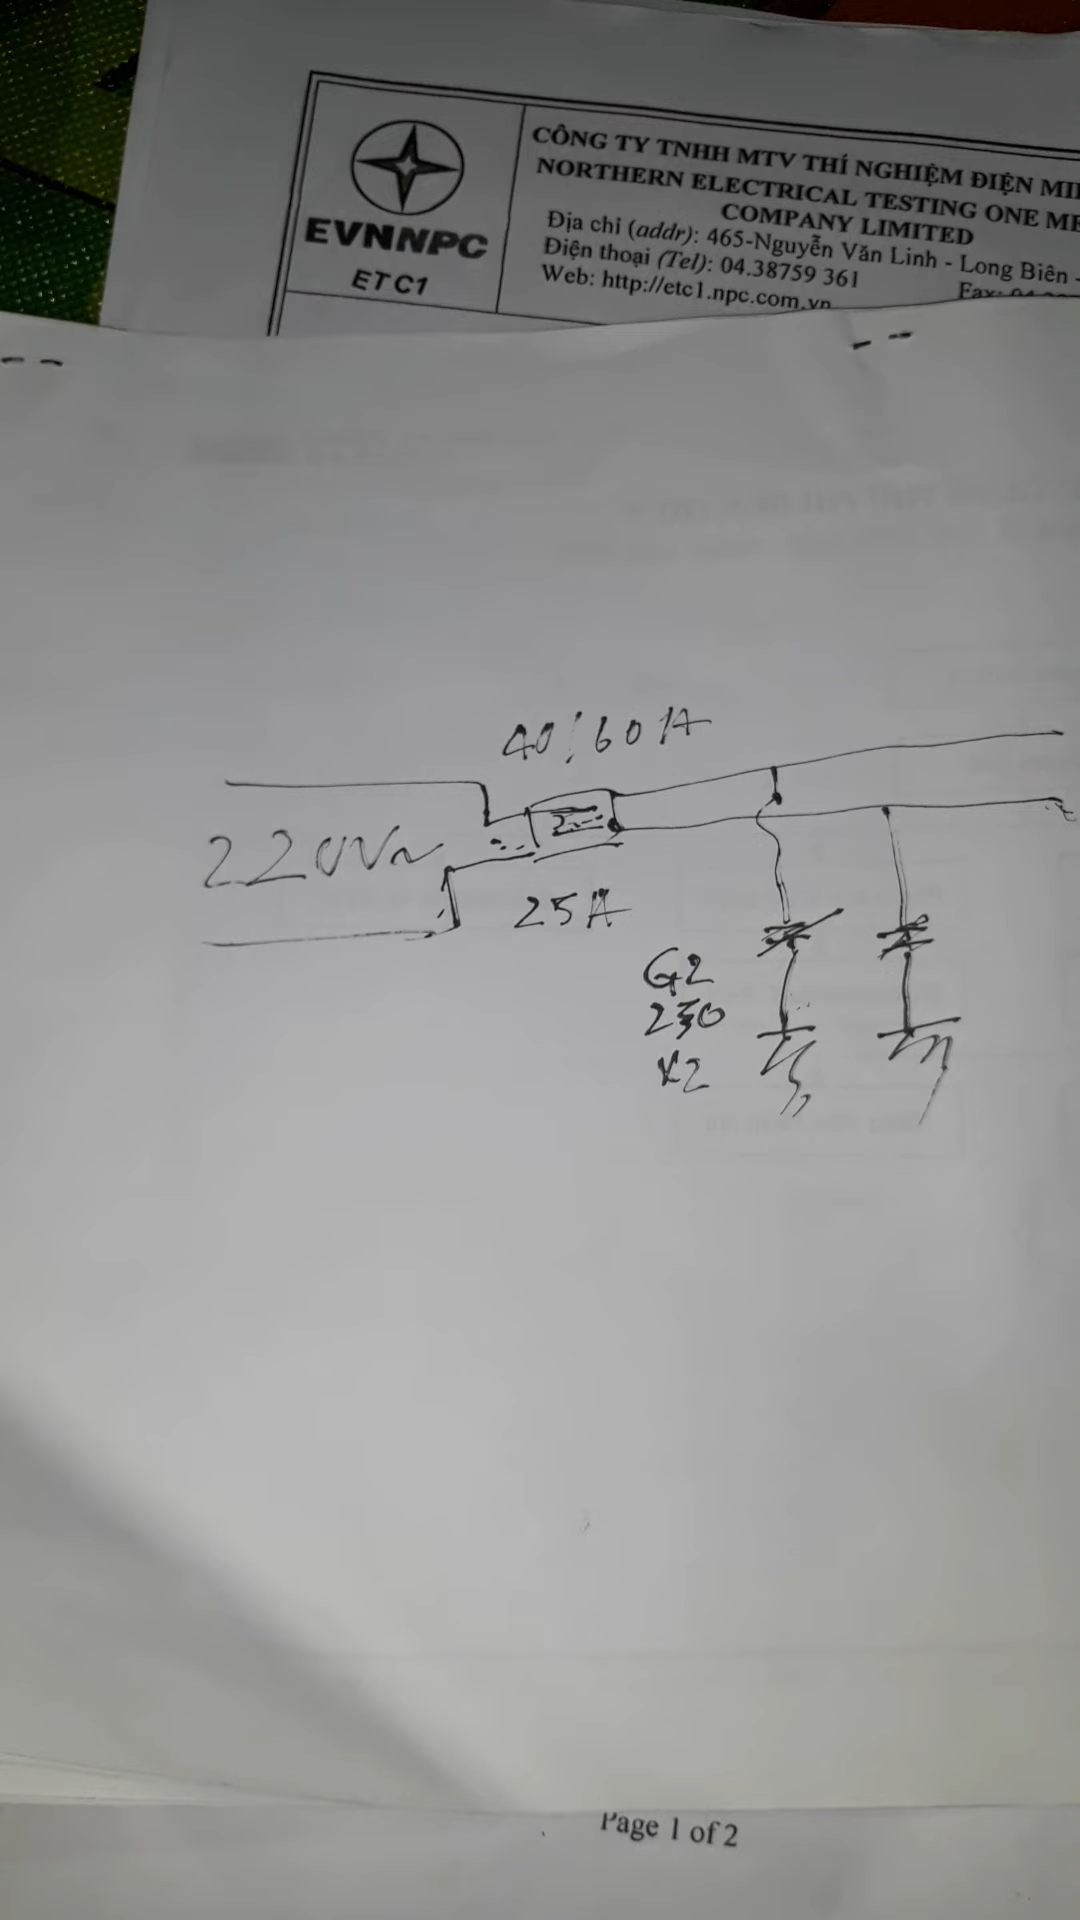 EVNNPC
ETC1
CÔNG TY TNHH MTV THÍ NGHIỆM ĐIỆN
NORTHERN ELECTRICAL TESTING ONE
COMPANY LIMITED
Địa chỉ (addr): 465-Nguyễn Văn Linh - Long Biên -
Điện thoại (Tel): 04.38759 361
Fax:
Web: http://etc1.npc.com.vn
40/60A
220V~
25A
G2
230
x2
Page 1 of 2